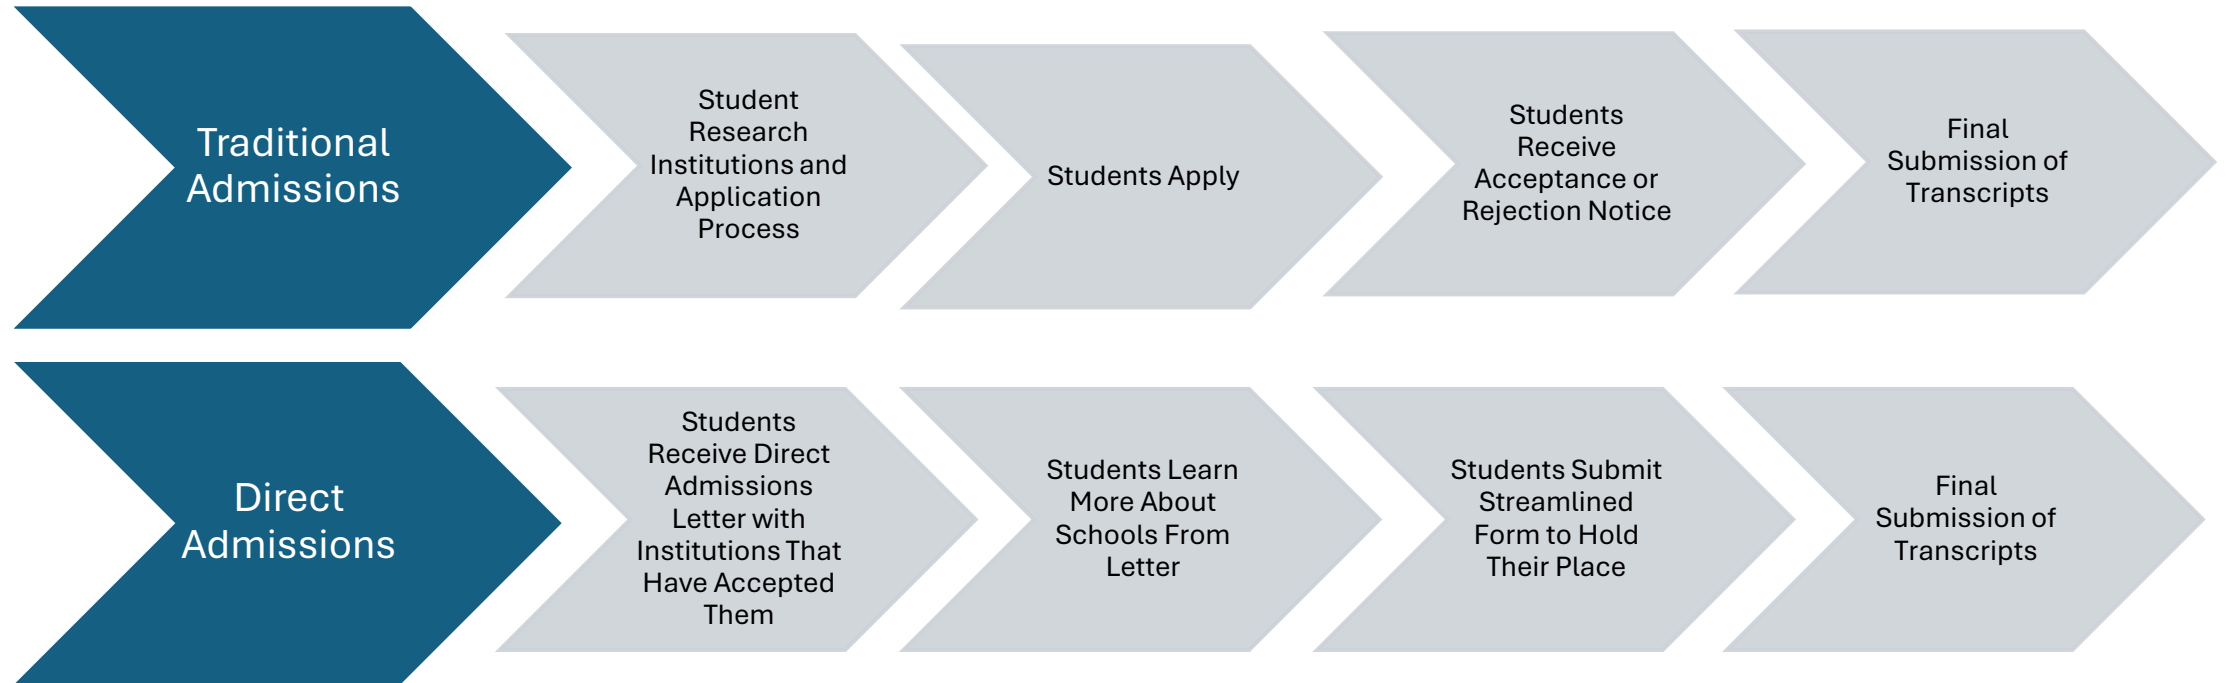 Traditional
Admissions
Student
Research
Institutions and
Application
Process
Students Apply
Students
Receive
Acceptance or
Rejection Notice
Final
Submission of
Transcripts
Direct
Admissions
Students
Receive Direct
Admissions
Letter with
Institutions That
Have Accepted
Them
Students Learn
More About
Schools From
Letter
Students Submit
Streamlined
Form to Hold
Their Place
Final
Submission of
Transcripts